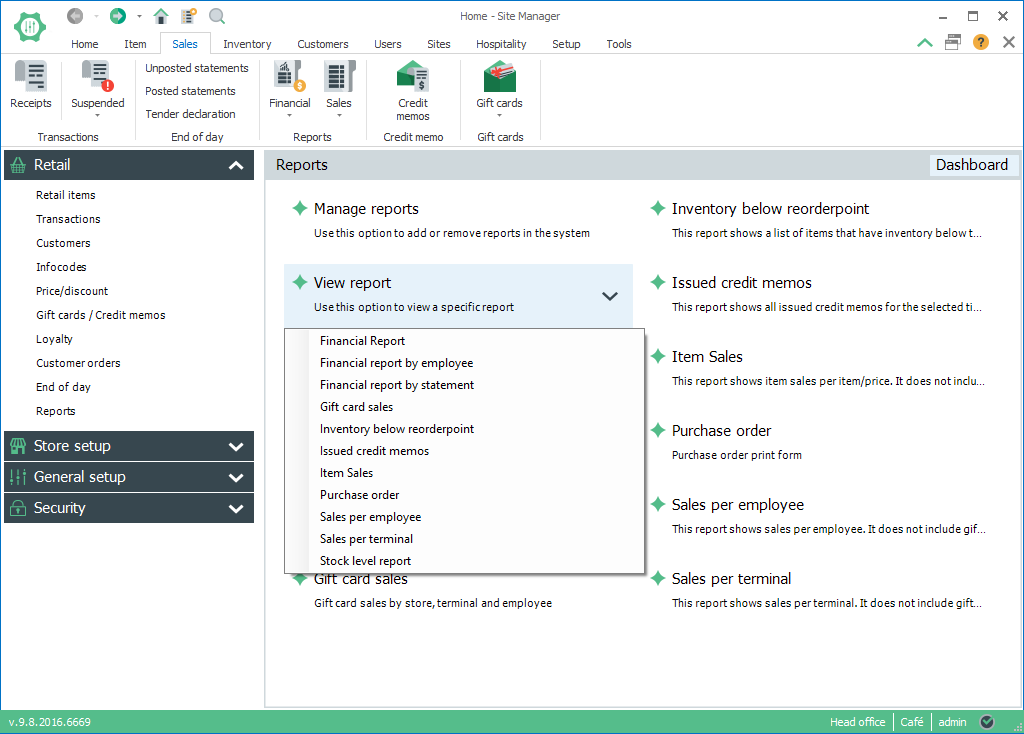 Home - Site Manager
Home Item Sales Inventory Customers Users Sites Hospitality Setup Tools
Receipts
Suspended
Transactions
Unposted statements
Posted statements
Tender declaration
End of day
Financial
Sales
Reports
Credit
memos
Credit memo
Gift cards
Gift cards
Retail
Retail items
Transactions
Customers
Infocodes
Price/discount
Gift cards / Credit memos
Loyalty
Customer orders
End of day
Reports
Store setup
General setup
Security
Reports
Dashboard
Manage reports
Use this option to add or remove reports in the system
View report
Use this option to view a specific report
Financial Report
Financial report by employee
Financial report by statement
Gift card sales
Inventory below reorderpoint
Issued credit memos
Item Sales
Purchase order
Sales per employee
Sales per terminal
Stock level report
Gift card sales
Gift card sales by store, terminal and employee
Inventory below reorderpoint
This report shows a list of items that have inventory below t...
Issued credit memos
This report shows all issued credit memos for the selected ti...
Item Sales
This report shows item sales per item/price. It does not inclu...
Purchase order
Purchase order print form
Sales per employee
This report shows sales per employee. It does not include gif...
Sales per terminal
This report shows sales per terminal. It does not include gift...
v.9.8.2016.6669
Head office Café admin